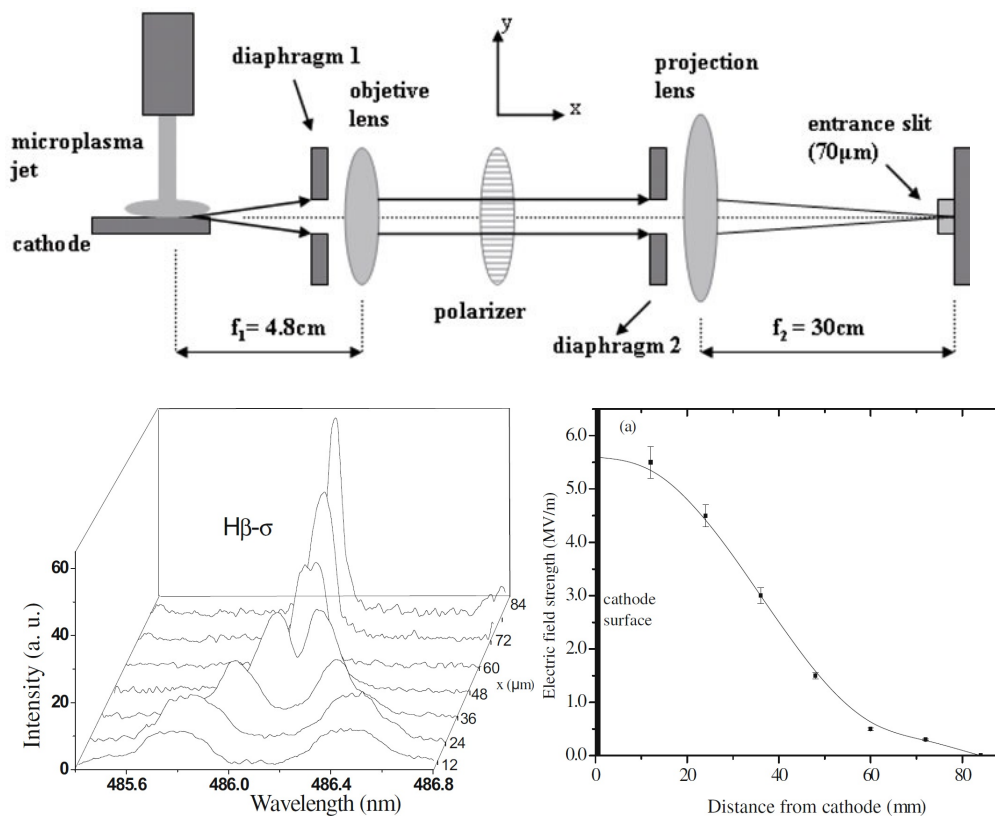 y
x
diaphragm 1
objetive
lens
projection
lens
entrance slit
(70μm)
microplasma
jet
cathode
polarizer
diaphragm 2
f₁= 4.8cm
f₂ = 30cm
Hβ-σ
Intensity (a. u.)
60
40
20
0
485.6
486.0
486.4
486.8
Wavelength (nm)
84
72
60
48
36
24
12
x (μm)
(a)
Electric field strength (MV/m)
6.0
5.0
4.0
3.0
2.0
1.0
0.0
cathode
surface
0
20
40
60
80
Distance from cathode (mm)